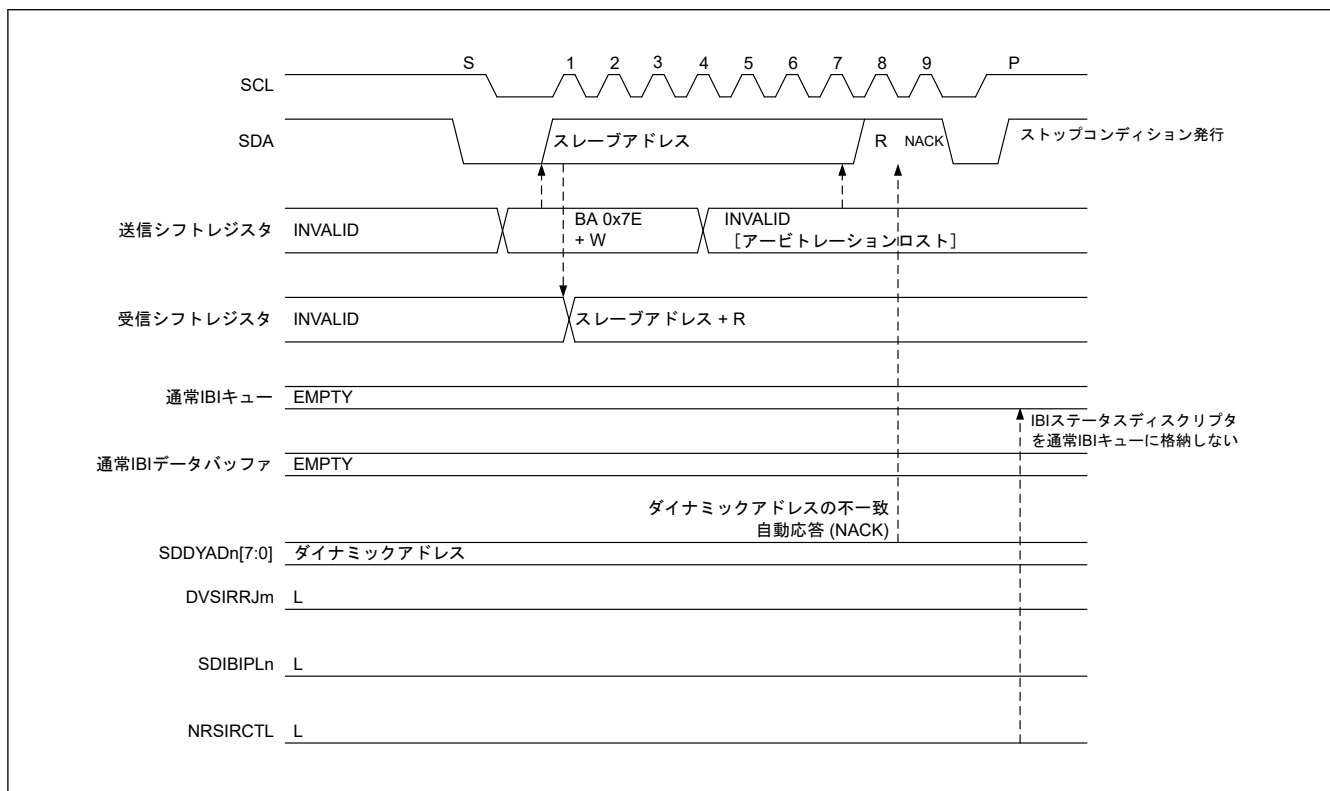 S 1 2 3 4 5 6 7 8 9 P
SCL
SDA
スレーブアドレス
R NACK
ストップコンディション発行
送信シフトレジスタ
INVALID
BA 0x7E
+ W
INVALID
[アービトレーションロスト]
受信シフトレジスタ
INVALID
スレーブアドレス + R
通常IBIキュー
EMPTY
IBIステータスディスクリプタ
を通常IBIキューに格納しない
通常IBIデータバッファ
EMPTY
ダイナミックアドレスの不一致
自動応答 (NACK)
SDDYADn[7:0]
ダイナミックアドレス
DVSIRRJm
L
SDIBIPLn
L
NRSIRCTL
L